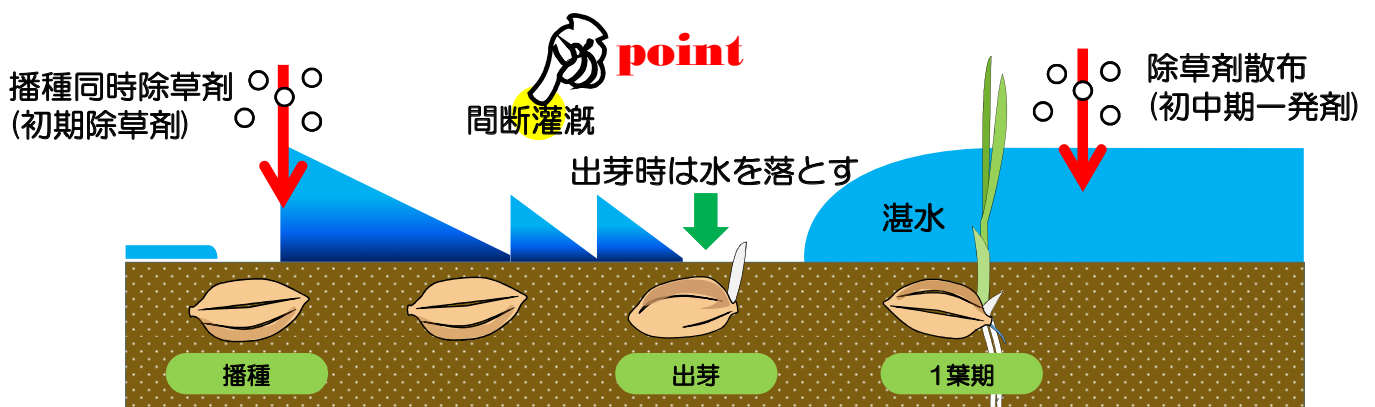 播種同時除草剤
(初期除草剤)
point
間断灌漑
出芽時は水を落とす
除草剤散布
(初中期一発剤)
湛水
播種
出芽
１葉期